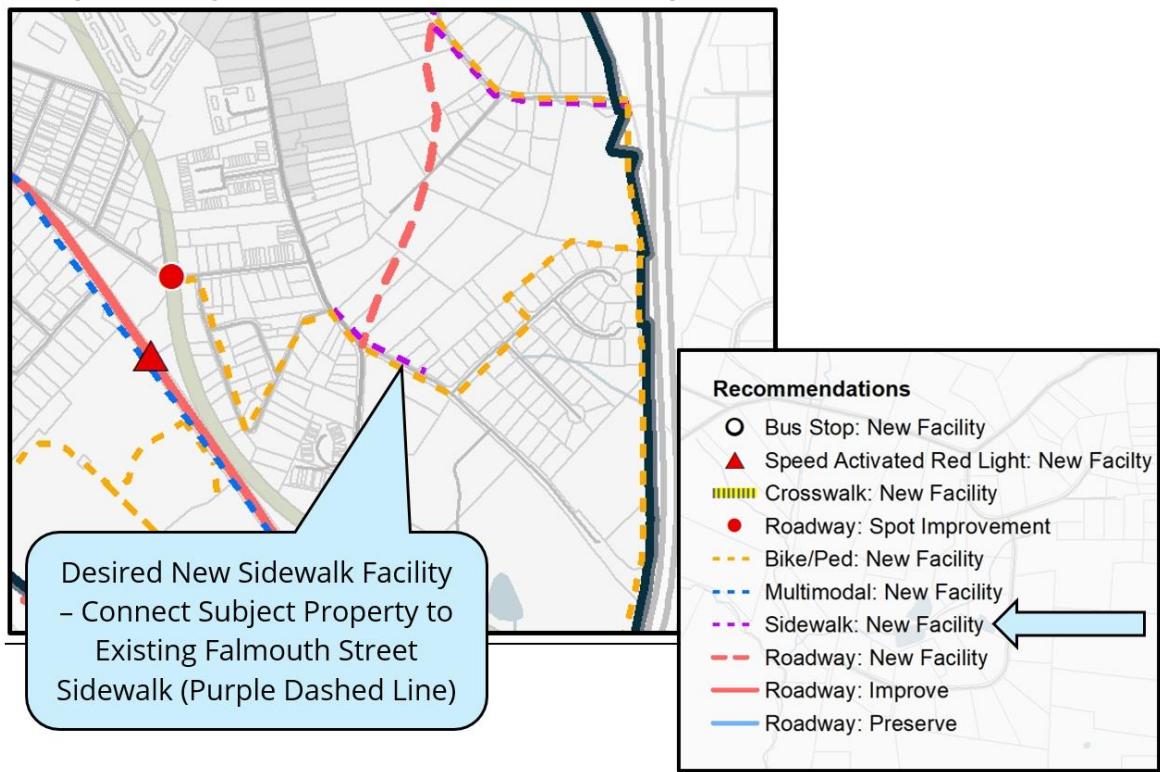 Recommendations
Bus Stop: New Facility
Speed Activated Red Light: New Facilty
Crosswalk: New Facility
Roadway: Spot Improvement
Bike/Ped: New Facility
Multimodal: New Facility
Sidewalk: New Facility
Roadway: New Facility
Roadway: Improve
Roadway: Preserve
Desired New Sidewalk Facility
– Connect Subject Property to
Existing Falmouth Street
Sidewalk (Purple Dashed Line)